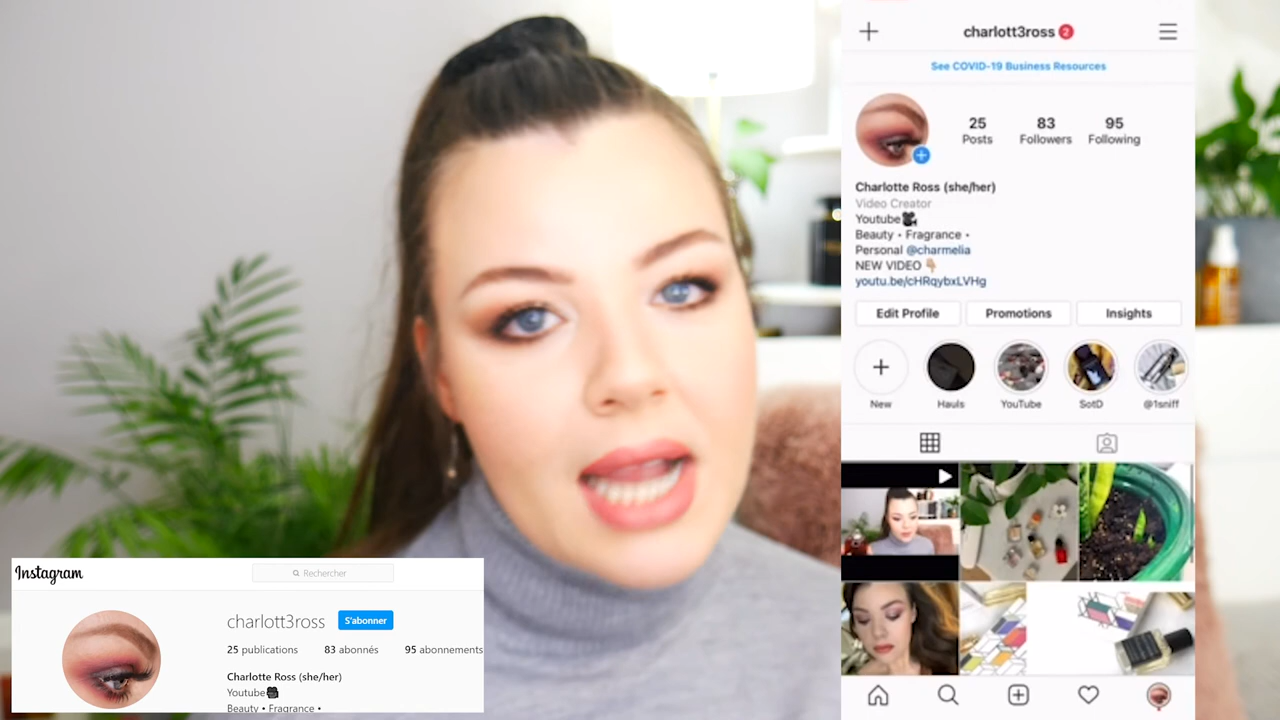 charlott3ross 2
See COVID-19 Business Resources
25 83 95
Posts Followers Following
Charlotte Ross (she/her)
Video Creator
Youtube🎥
Beauty • Fragrance •
Personal @charmelia
NEW VIDEO 👇🏼
youtu.be/cHRqybxLVHg
Edit Profile Promotions Insights
New Hauls YouTube SotD @1sniff
Instagram Rechercher
charlott3ross S'abonner
25 publications 83 abonnés 95 abonnements
Charlotte Ross (she/her)
Youtube🎥
Beauty • Fragrance •